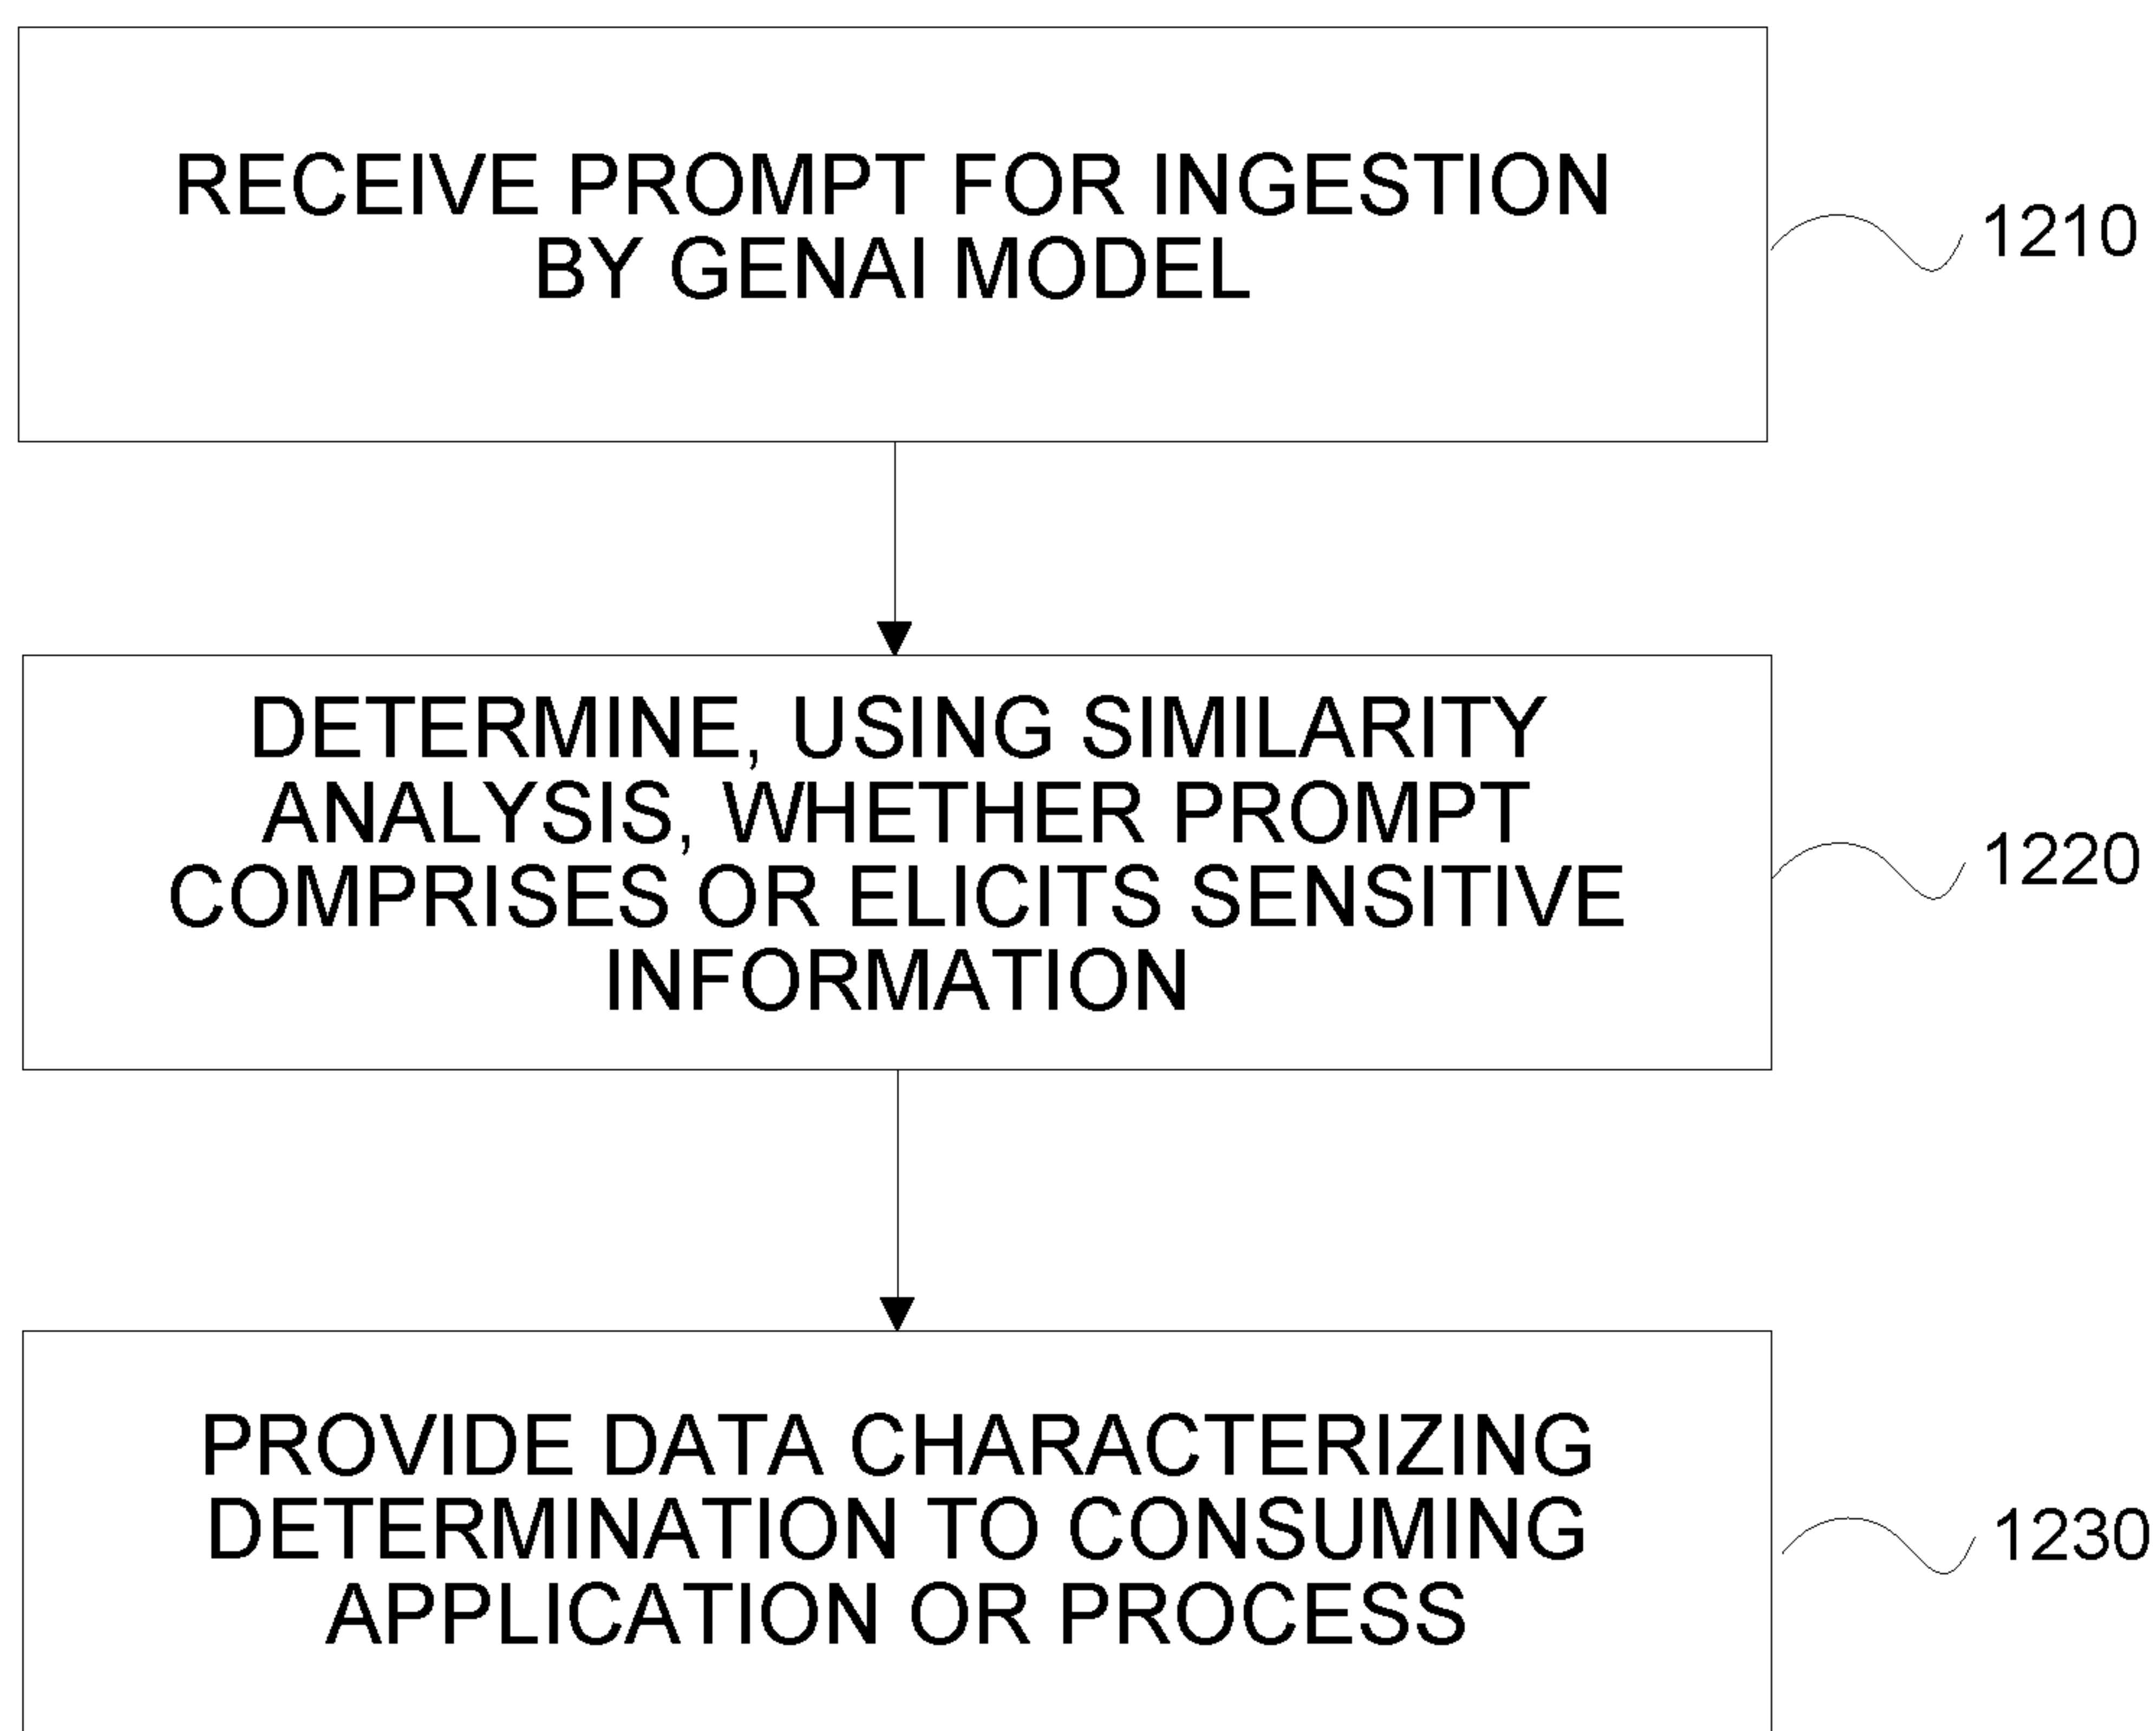 RECEIVE PROMPT FOR INGESTION
BY GENAI MODEL
1210
DETERMINE, USING SIMILARITY
ANALYSIS, WHETHER PROMPT
COMPRISES OR ELICITS SENSITIVE
INFORMATION
1220
PROVIDE DATA CHARACTERIZING
DETERMINATION TO CONSUMING
APPLICATION OR PROCESS
1230